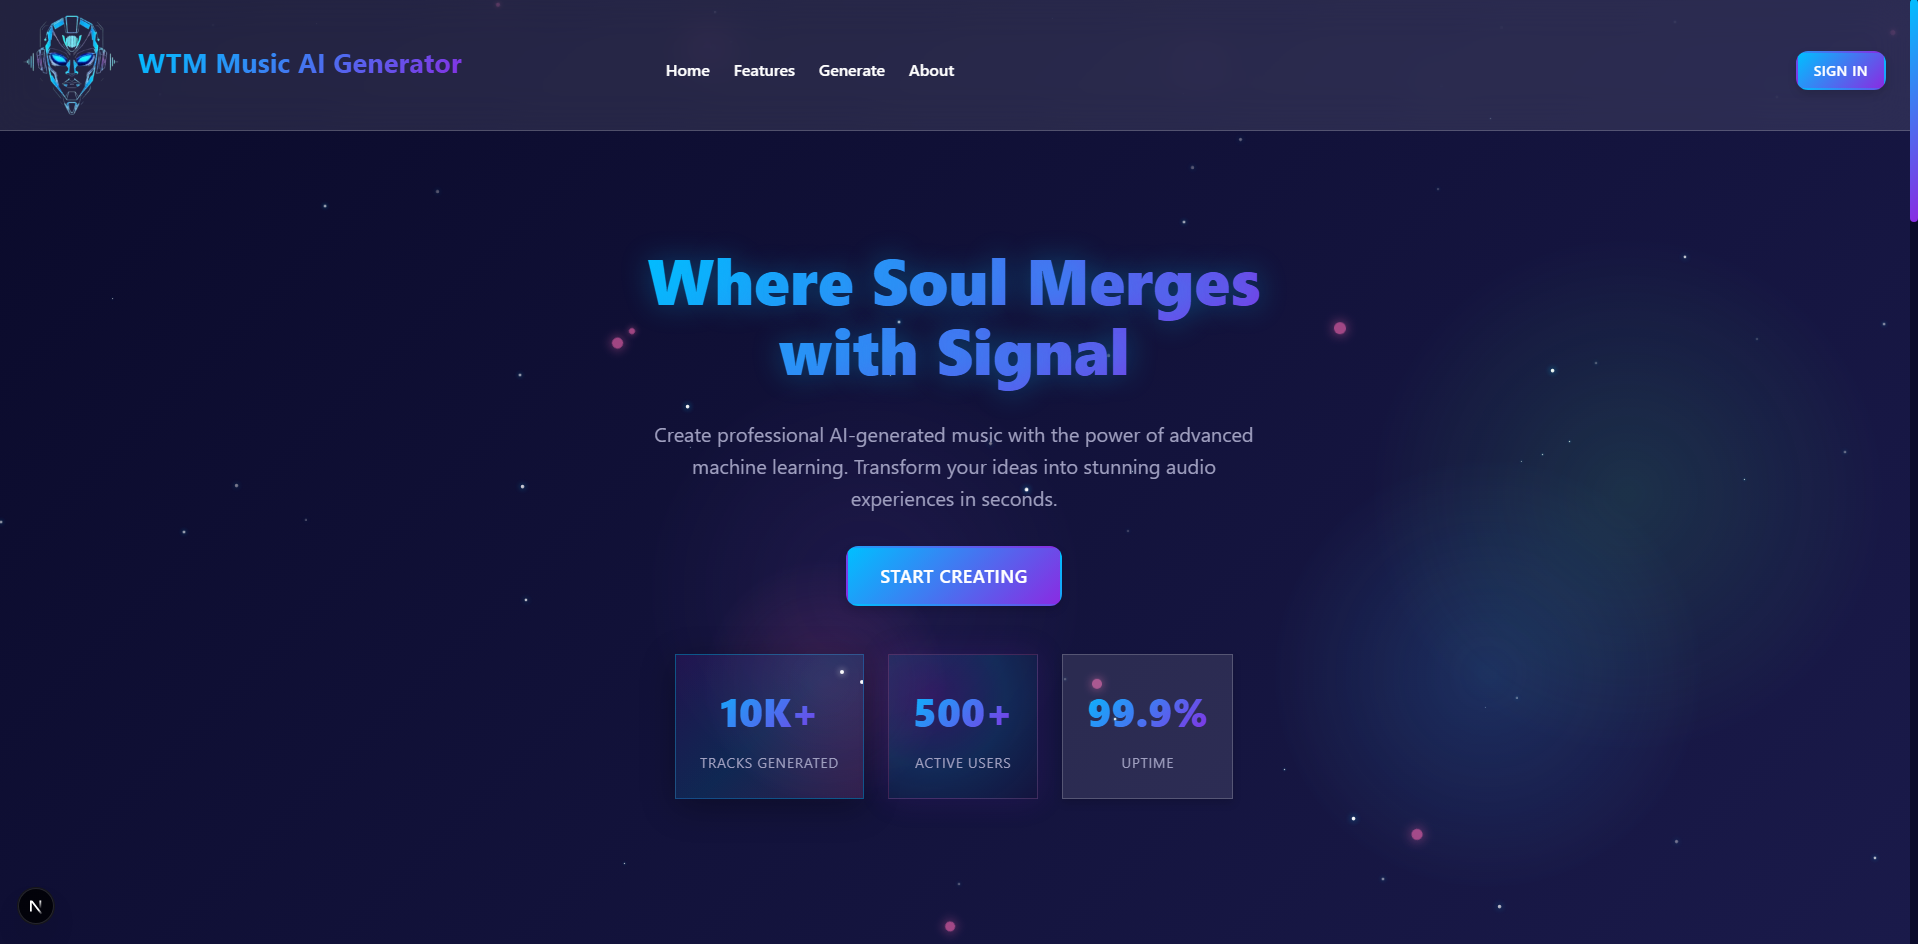 WTM Music AI Generator
Home
Features
Generate
About
SIGN IN
Where Soul Merges
with Signal
Create professional AI-generated music with the power of advanced
machine learning. Transform your ideas into stunning audio
experiences in seconds.
START CREATING
10K+
TRACKS GENERATED
500+
ACTIVE USERS
99.9%
UPTIME
N